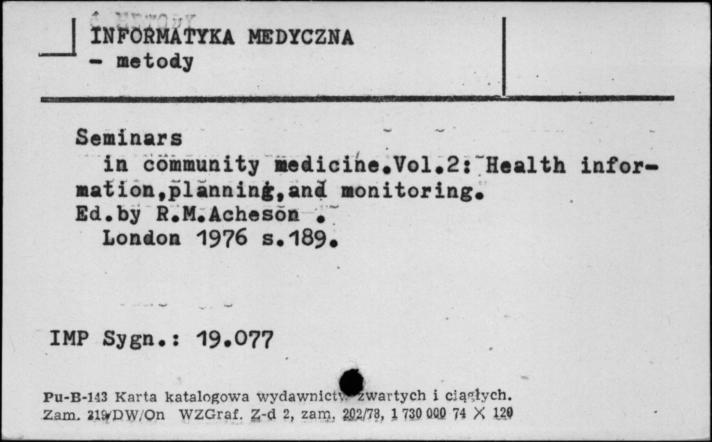 INFORMATYKA MEDYCZNA
- metody
Seminars
in community medicine.Vol.2: Health infor-
mation,planning,and monitoring.
Ed.by R.M.Acheson .
London 1976 s.189.
IMP Sygn.: 19.077
Pu-B-143 Karta katalogowa wydawnictw zwartych i ciągłych.
Zam. 219/DW/On WZGraf. Z-d 2, zam. 202/78, 1 730 000 74 X 120